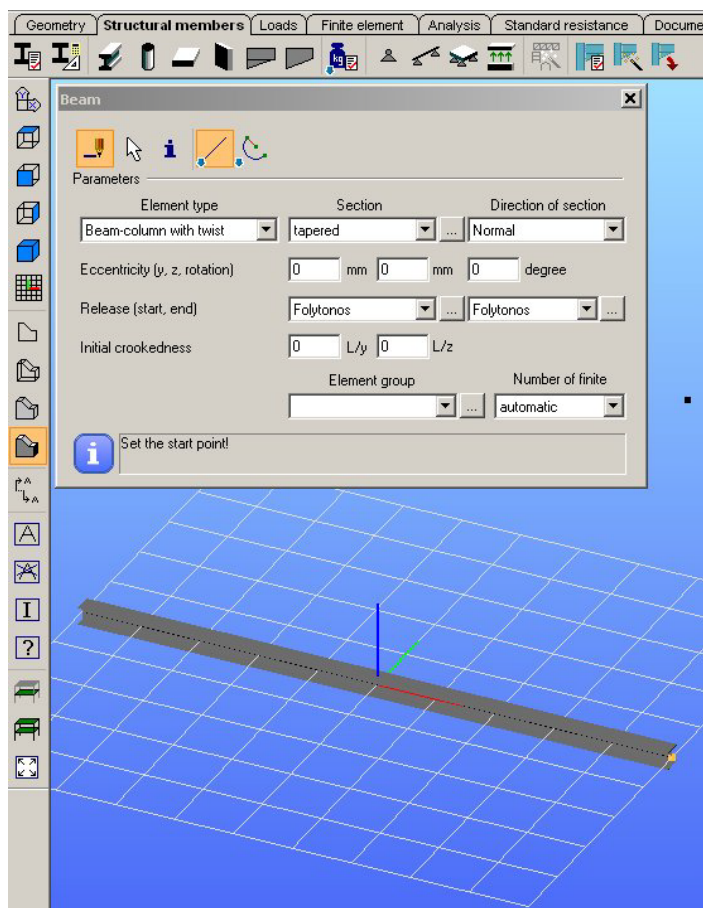 Geometry Structural members Loads Finite element Analysis Standard resistance Docume
kg
Beam
Parameters
Element type Section Direction of section
Beam-column with twist tapered ... Normal
Eccentricity (y, z, rotation) 0 mm 0 mm 0 degree
Release (start, end) Folytonos ... Folytonos ...
Initial crookedness 0 L/y 0 L/z
Element group Number of finite
... automatic
Set the start point!
A
A
A
A
I
?